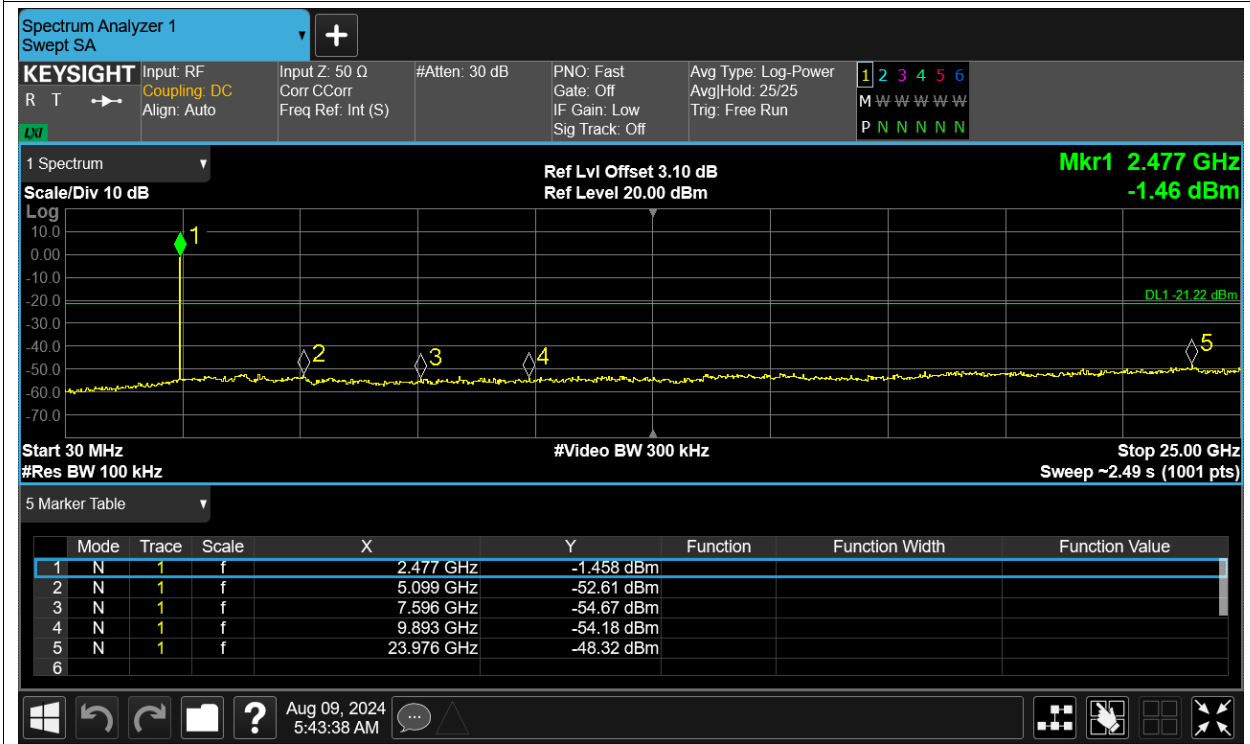 Spectrum Analyzer 1
Swept SA
+
KEYSIGHT
R T
LXI
Input: RF
Coupling: DC
Align: Auto
Input Z: 50 Ω
Corr CCorr
Freq Ref: Int (S)
#Atten: 30 dB
PNO: Fast
Gate: Off
IF Gain: Low
Sig Track: Off
Avg Type: Log-Power
Avg|Hold: 25/25
Trig: Free Run
1 2 3 4 5 6
M W W W W W
P N N N N N
1 Spectrum
Scale/Div 10 dB
Ref Lvl Offset 3.10 dB
Ref Level 20.00 dBm
Mkr1 2.477 GHz
-1.46 dBm
Log
10.0
0.00
-10.0
-20.0
-30.0
-40.0
-50.0
-60.0
-70.0
1
2
3
4
5
DL1 -21.22 dBm
Start 30 MHz
#Res BW 100 kHz
#Video BW 300 kHz
Stop 25.00 GHz
Sweep ~2.49 s (1001 pts)
5 Marker Table
Mode Trace Scale X Y Function Function Width Function Value
1 N 1 f 2.477 GHz -1.458 dBm
2 N 1 f 5.099 GHz -52.61 dBm
3 N 1 f 7.596 GHz -54.67 dBm
4 N 1 f 9.893 GHz -54.18 dBm
5 N 1 f 23.976 GHz -48.32 dBm
6
?
Aug 09, 2024
5:43:38 AM